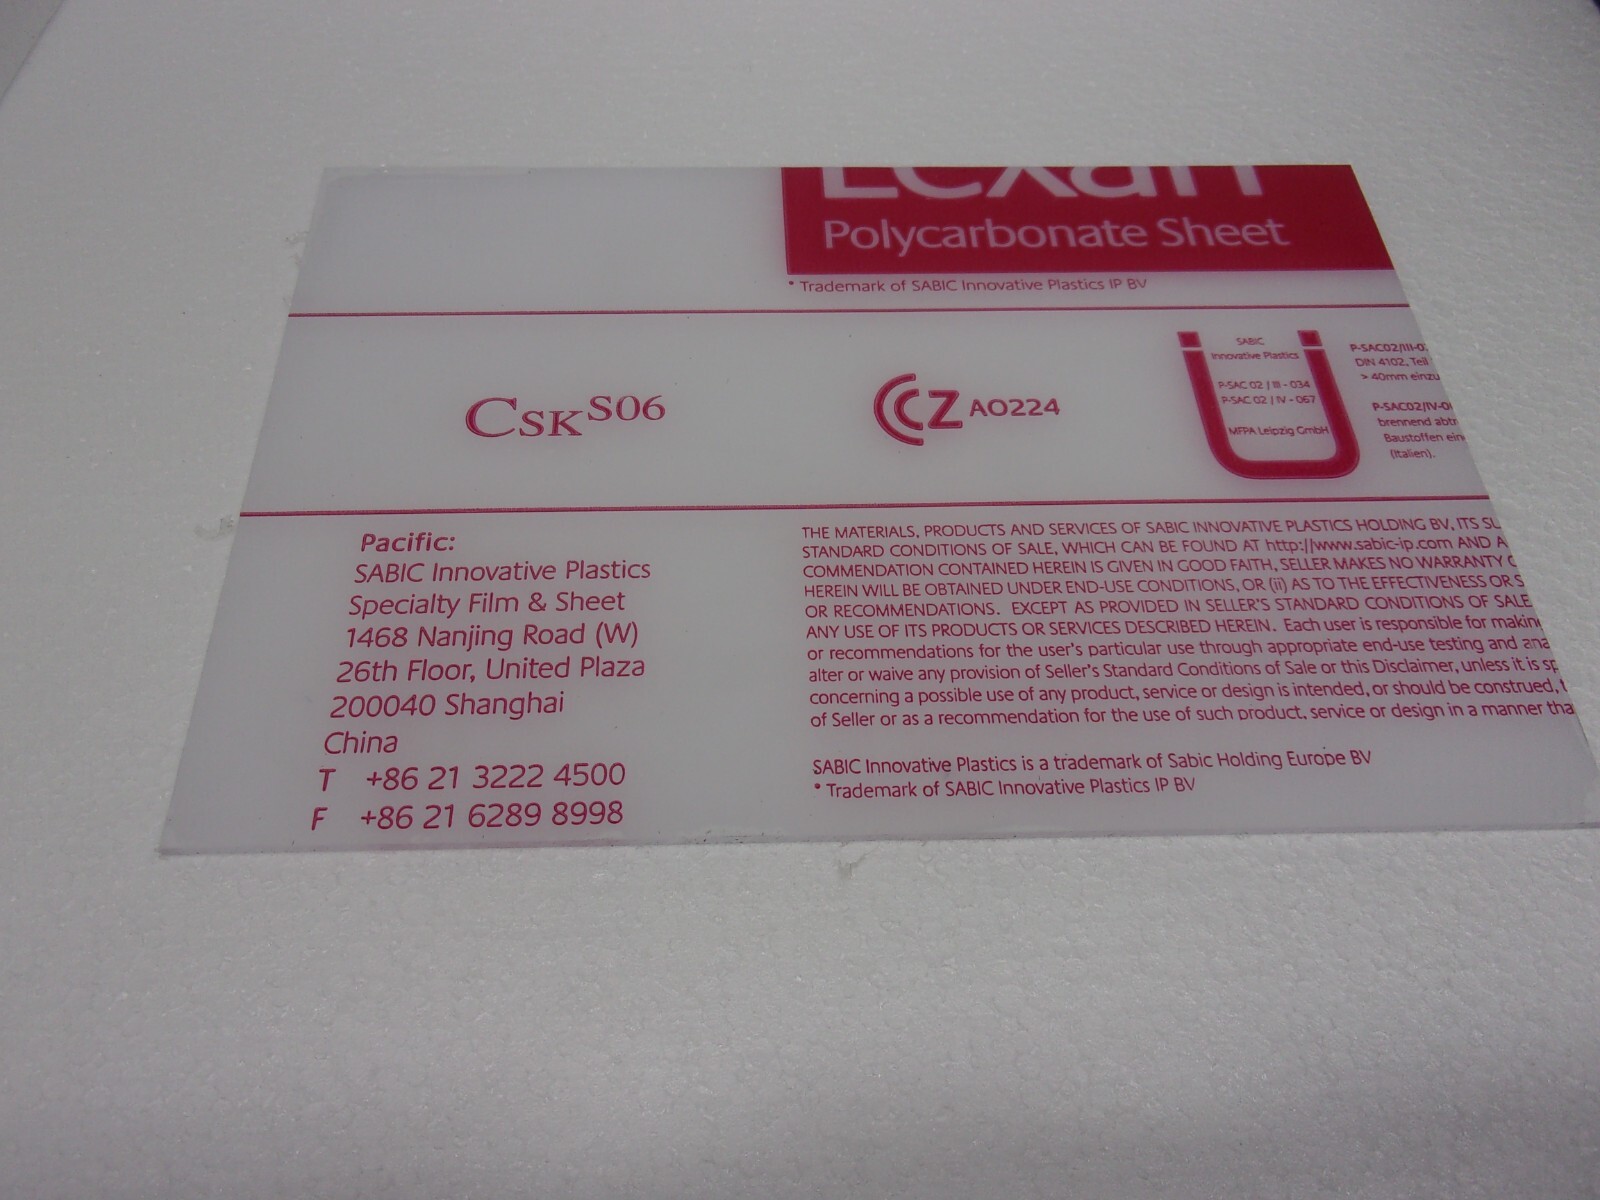 Lexan
Polycarbonate Sheet
* Trademark of SABIC Innovative Plastics IP BV
CSK S06
CCZ AO224
SABIC
Innovative Plastics
P-SAC 02 / III - 034
P-SAC 02 / IV - 067
MFPA Leipzig GmbH
P-SAC02/III-0
DIN 4102, Teil
> 40mm einzu
P-SAC02/IV-0
brennend abtr
Baustoffen ein
(Italien).
Pacific:
SABIC Innovative Plastics
Specialty Film & Sheet
1468 Nanjing Road (W)
26th Floor, United Plaza
200040 Shanghai
China
T +86 21 3222 4500
F +86 21 6289 8998
THE MATERIALS, PRODUCTS AND SERVICES OF SABIC INNOVATIVE PLASTICS HOLDING BV, ITS SU
STANDARD CONDITIONS OF SALE, WHICH CAN BE FOUND AT http://www.sabic-ip.com AND A
COMMENDATION CONTAINED HEREIN IS GIVEN IN GOOD FAITH, SELLER MAKES NO WARRANTY O
HEREIN WILL BE OBTAINED UNDER END-USE CONDITIONS, OR (ii) AS TO THE EFFECTIVENESS OR S
OR RECOMMENDATIONS. EXCEPT AS PROVIDED IN SELLER'S STANDARD CONDITIONS OF SALE
ANY USE OF ITS PRODUCTS OR SERVICES DESCRIBED HEREIN. Each user is responsible for makin
or recommendations for the user's particular use through appropriate end-use testing and ana
alter or waive any provision of Seller's Standard Conditions of Sale or this Disclaimer, unless it is sp
concerning a possible use of any product, service or design is intended, or should be construed, t
of Seller or as a recommendation for the use of such product, service or design in a manner tha
SABIC Innovative Plastics is a trademark of Sabic Holding Europe BV
* Trademark of SABIC Innovative Plastics IP BV